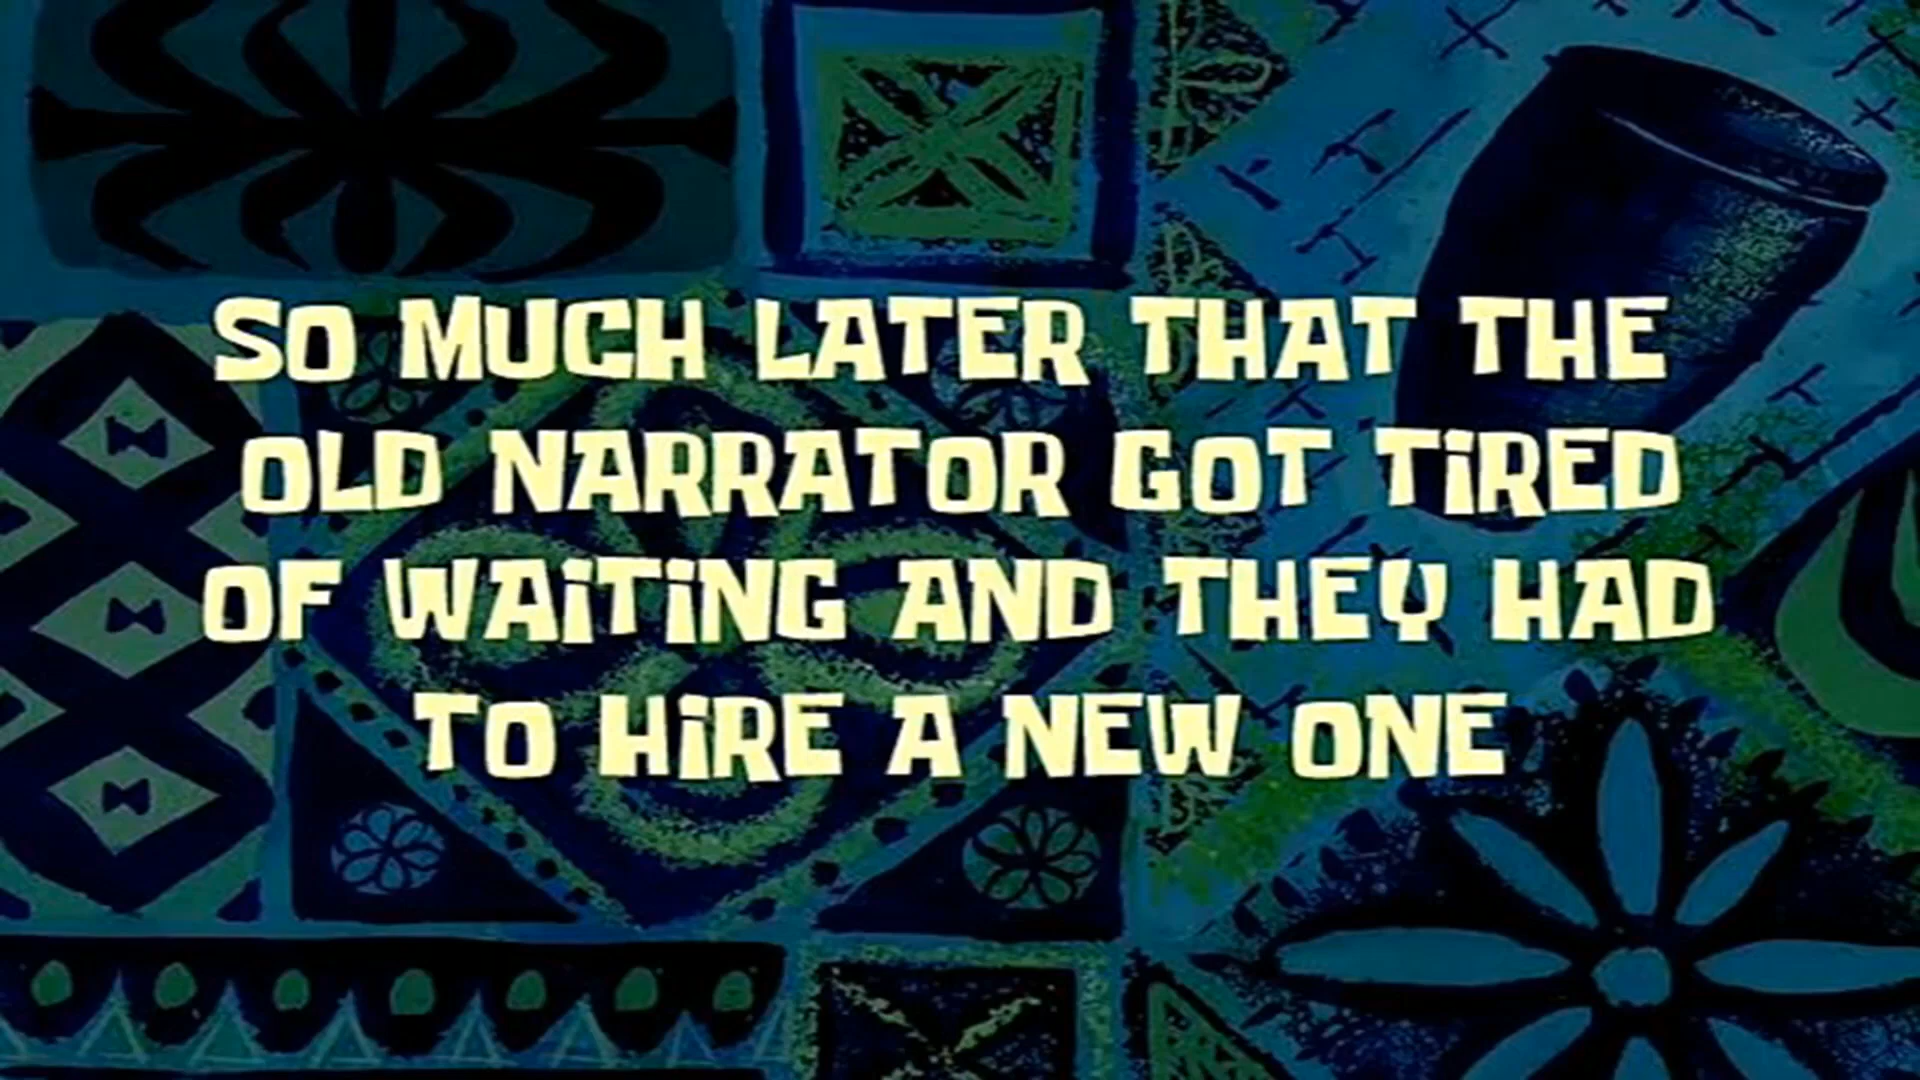 SO MUCH LATER THAT THE
OLD NARRATOR GOT TiRED
OF WAiTiNG AND THEY HAD
TO HiRE A NEW ONE